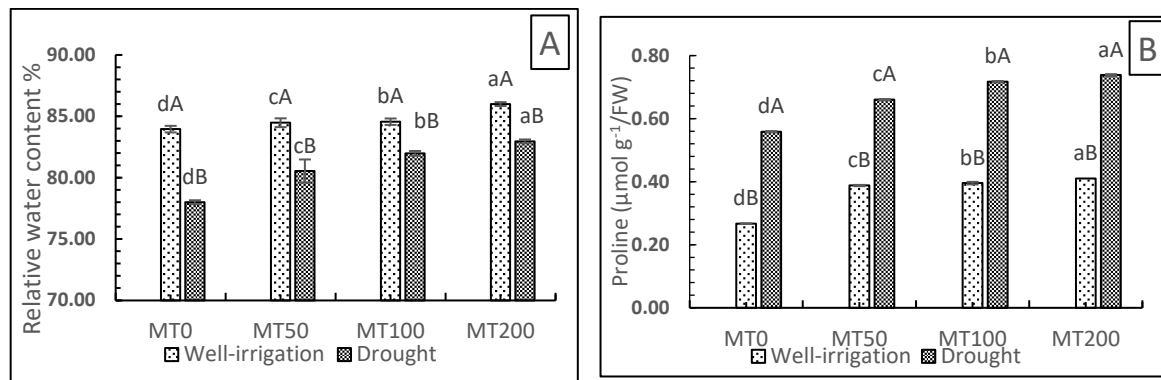 A
Relative water content %
90.00
85.00
80.00
75.00
70.00
dA
dB
cA
cB
bA
bB
aA
aB
MT0 MT50 MT100 MT200
Well-irrigation Drought
B
Proline (µmol g⁻¹/FW)
0.80
0.60
0.40
0.20
0.00
dB
dA
cB
cA
bB
bA
aB
aA
MT0 MT50 MT100 MT200
Well-irrigation Drought